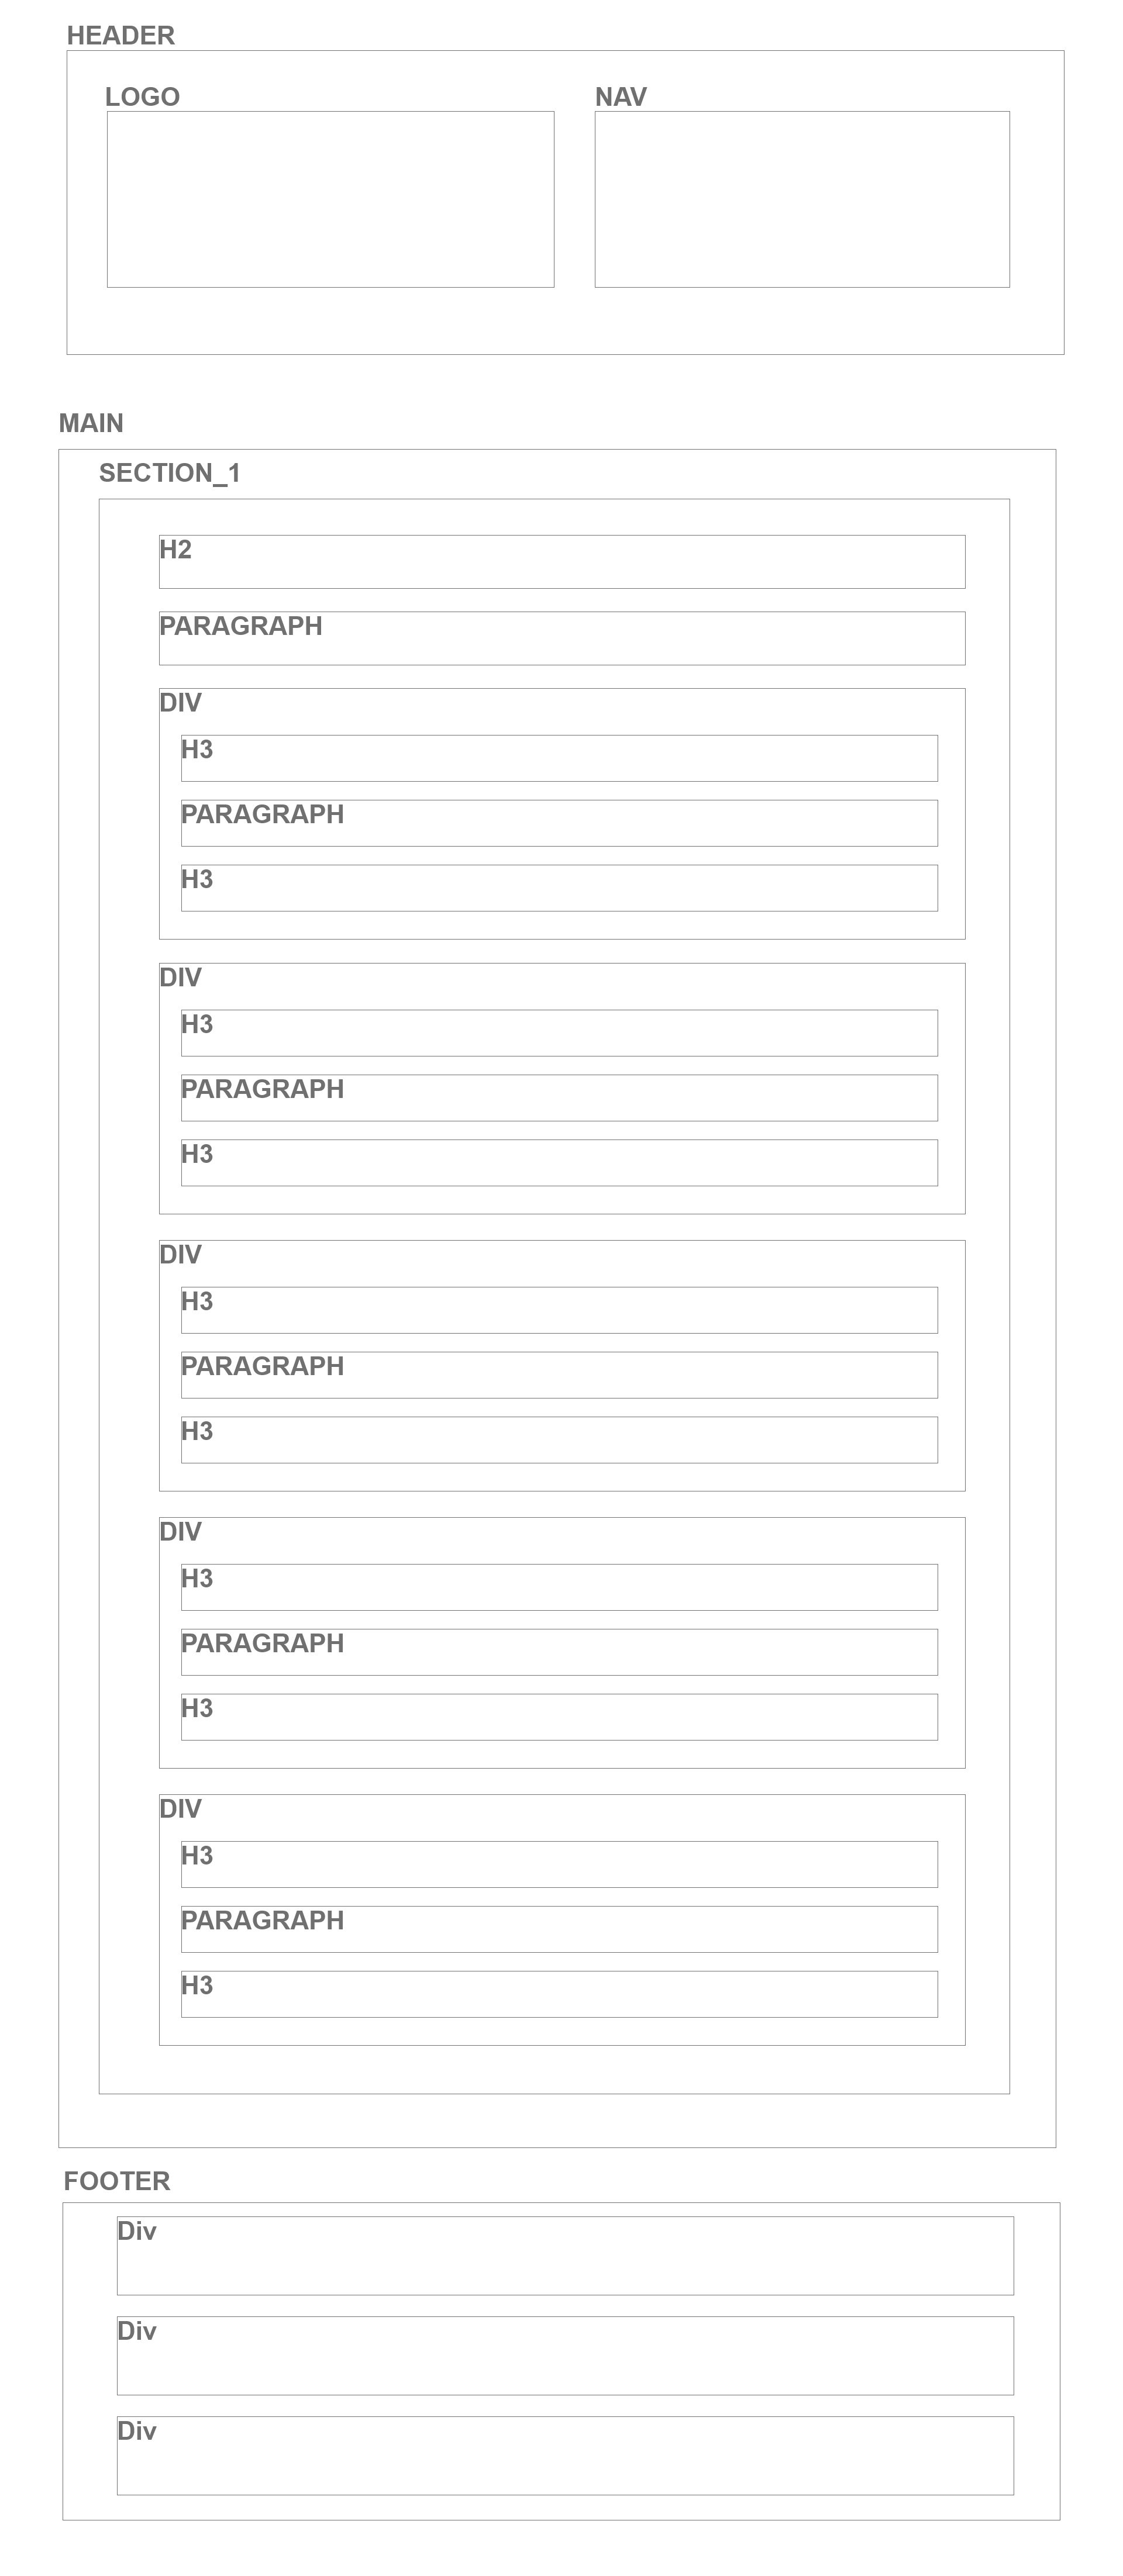 HEADER
LOGO
NAV
MAIN
SECTION_1
H2
PARAGRAPH
DIV
H3
PARAGRAPH
H3
DIV
H3
PARAGRAPH
H3
DIV
H3
PARAGRAPH
H3
DIV
H3
PARAGRAPH
H3
DIV
H3
PARAGRAPH
H3
FOOTER
Div
Div
Div